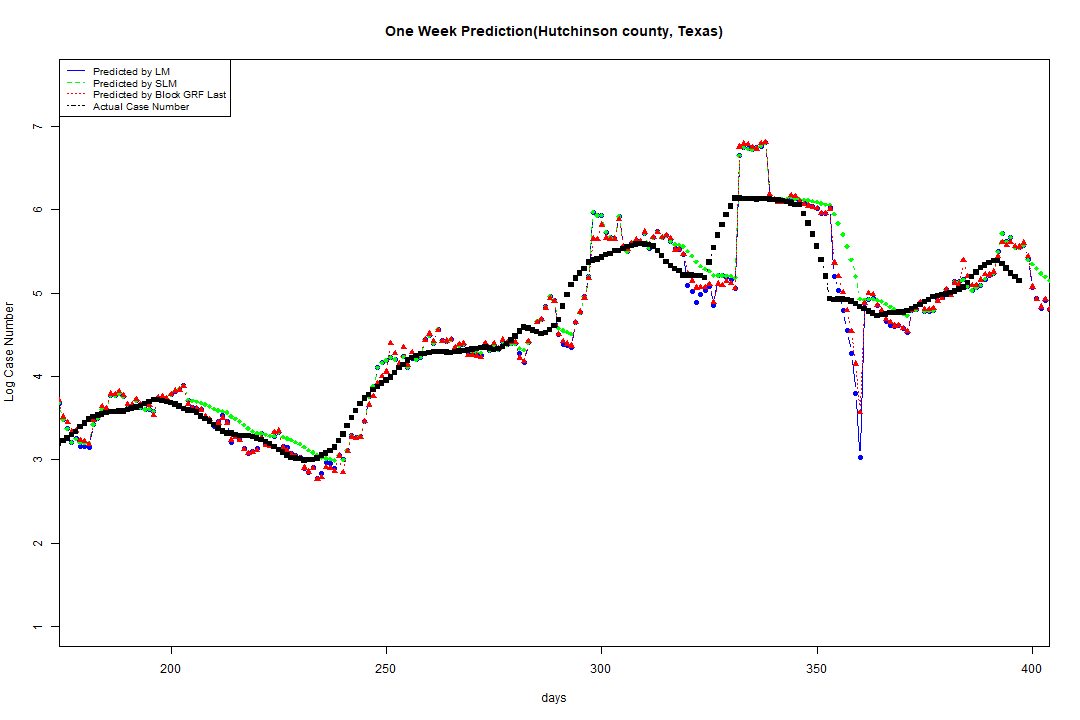 One Week Prediction(Hutchinson county, Texas)
Predicted by LM
Predicted by SLM
Predicted by Block GRF Last
Actual Case Number
7
6
5
4
3
2
1
Log Case Number
200 250 300 350 400
days